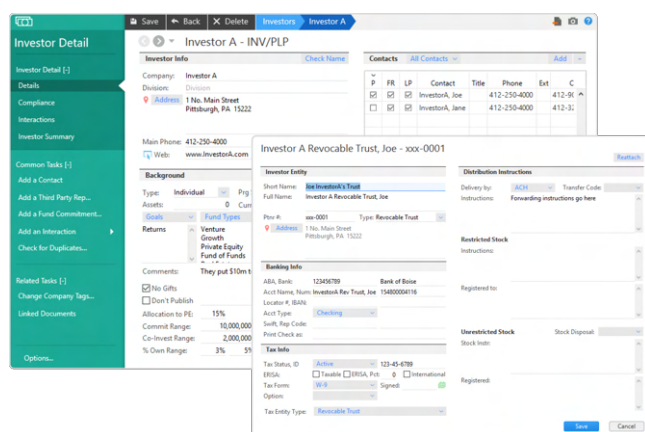 Save Back Delete Investors Investor A
Investor Detail
Investor A - INV/PLP
Investor Detail [-]
Details
Compliance
Interactions
Investor Summary
Common Tasks [-]
Add a Contact
Add a Third Party Rep...
Add a Fund Commitment...
Add an Interaction
Check for Duplicates...
Related Tasks [-]
Change Company Tags...
Linked Documents
Options...
Investor Info Check Name
Company: Investor A
Division: Division
Address 1 No. Main Street
Pittsburgh, PA 15222
Main Phone: 412-250-4000
Web: www.InvestorA.com
Background
Type: Individual Prg
Assets: 0 Curr
Goals Fund Types
Returns Venture
Growth
Private Equity
Fund of Funds
Comments: They put $10m t
No Gifts
Don't Publish
Allocation to PE: 15%
Commit Range: 10,000,000
Co-Invest Range: 2,000,000
% Own Range: 3% 5%
Contacts All Contacts Add
P FR LP Contact Title Phone Ext C
InvestorA, Joe 412-250-4000 412-90
InvestorA, Jane 412-32
Investor A Revocable Trust, Joe - xxx-0001
Reattach
Investor Entity
Short Name: Joe InvestorA's Trust
Full Name: Investor A Revocable Trust, Joe
Ptnr #: xxx-0001 Type: Revocable Trust
Address 1 No. Main Street
Pittsburgh, PA 15222
Banking Info
ABA, Bank: 123456789 Bank of Boise
Acct Name, Num: InvestorA Rev Trust, Joe 154800004116
Locator #, IBAN:
Acct Type: Checking
Swift, Rep Code:
Print Check as:
Tax Info
Tax Status, ID Active 123-45-6789
ERISA: Taxable ERISA, Pct: 0 International
Tax Form: W-9 Signed:
Option:
Tax Entity Type: Revocable Trust
Distribution Instructions
Delivery by: ACH Transfer Code:
Instructions: Forwarding instructions go here
Restricted Stock
Instructions:
Registered to:
Unrestricted Stock Stock Disposal:
Stock Instr:
Registered:
Save Cancel